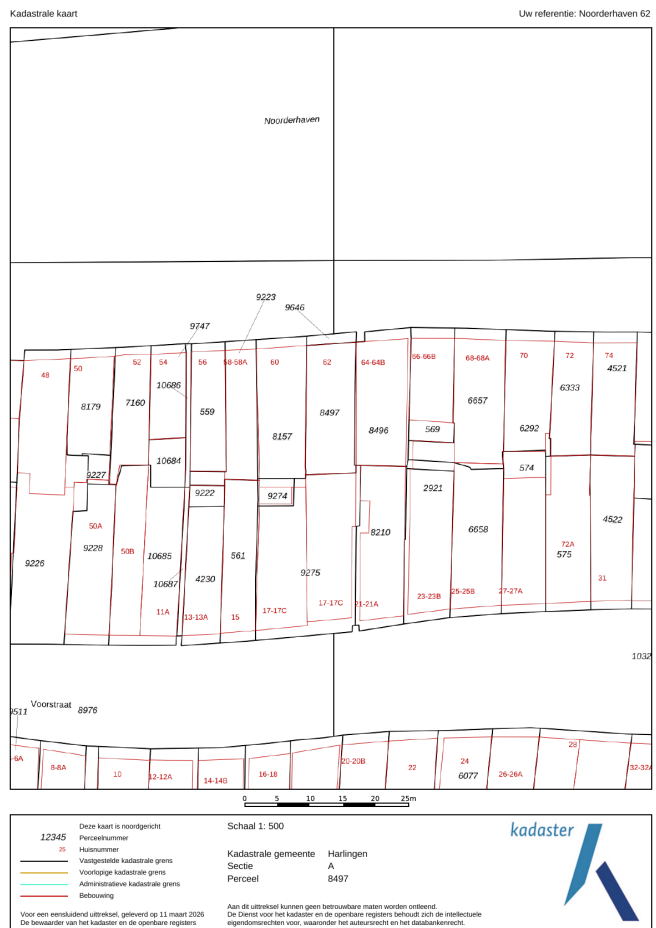 Kadastrale kaart
Uw referentie: Noorderhaven 62
Noorderhaven
9223
9646
9747
48
50
52
54
56
58-58A
60
62
64-64B
66-66B
68-68A
70
72
74
4521
10686
6333
8179
7160
559
6657
8497
569
6292
8496
8157
10684
574
9227
2921
9222
9274
4522
50A
8210
6658
9228
50B
72A
10685
561
575
9226
9275
10687
4230
31
11A
13-13A
15
17-17C
17-17C
21-21A
23-23B
25-25B
27-27A
1032
Voorstraat 8976
9511
28
-6A
8-8A
10
12-12A
14-14B
16-18
20-20B
22
24
6077
26-26A
32-32A
0 5 10 15 20 25m
Deze kaart is noordgericht
12345 Perceelnummer
25 Huisnummer
Vastgestelde kadastrale grens
Voorlopige kadastrale grens
Administratieve kadastrale grens
Bebouwing
Voor een eensluidend uittreksel, geleverd op 11 maart 2026
De bewaarder van het kadaster en de openbare registers
Schaal 1: 500
Kadastrale gemeente Harlingen
Sectie A
Perceel 8497
Aan dit uittreksel kunnen geen betrouwbare maten worden ontleend.
De Dienst voor het kadaster en de openbare registers behoudt zich de intellectuele
eigendomsrechten voor, waaronder het auteursrecht en het databankenrecht.
kadaster